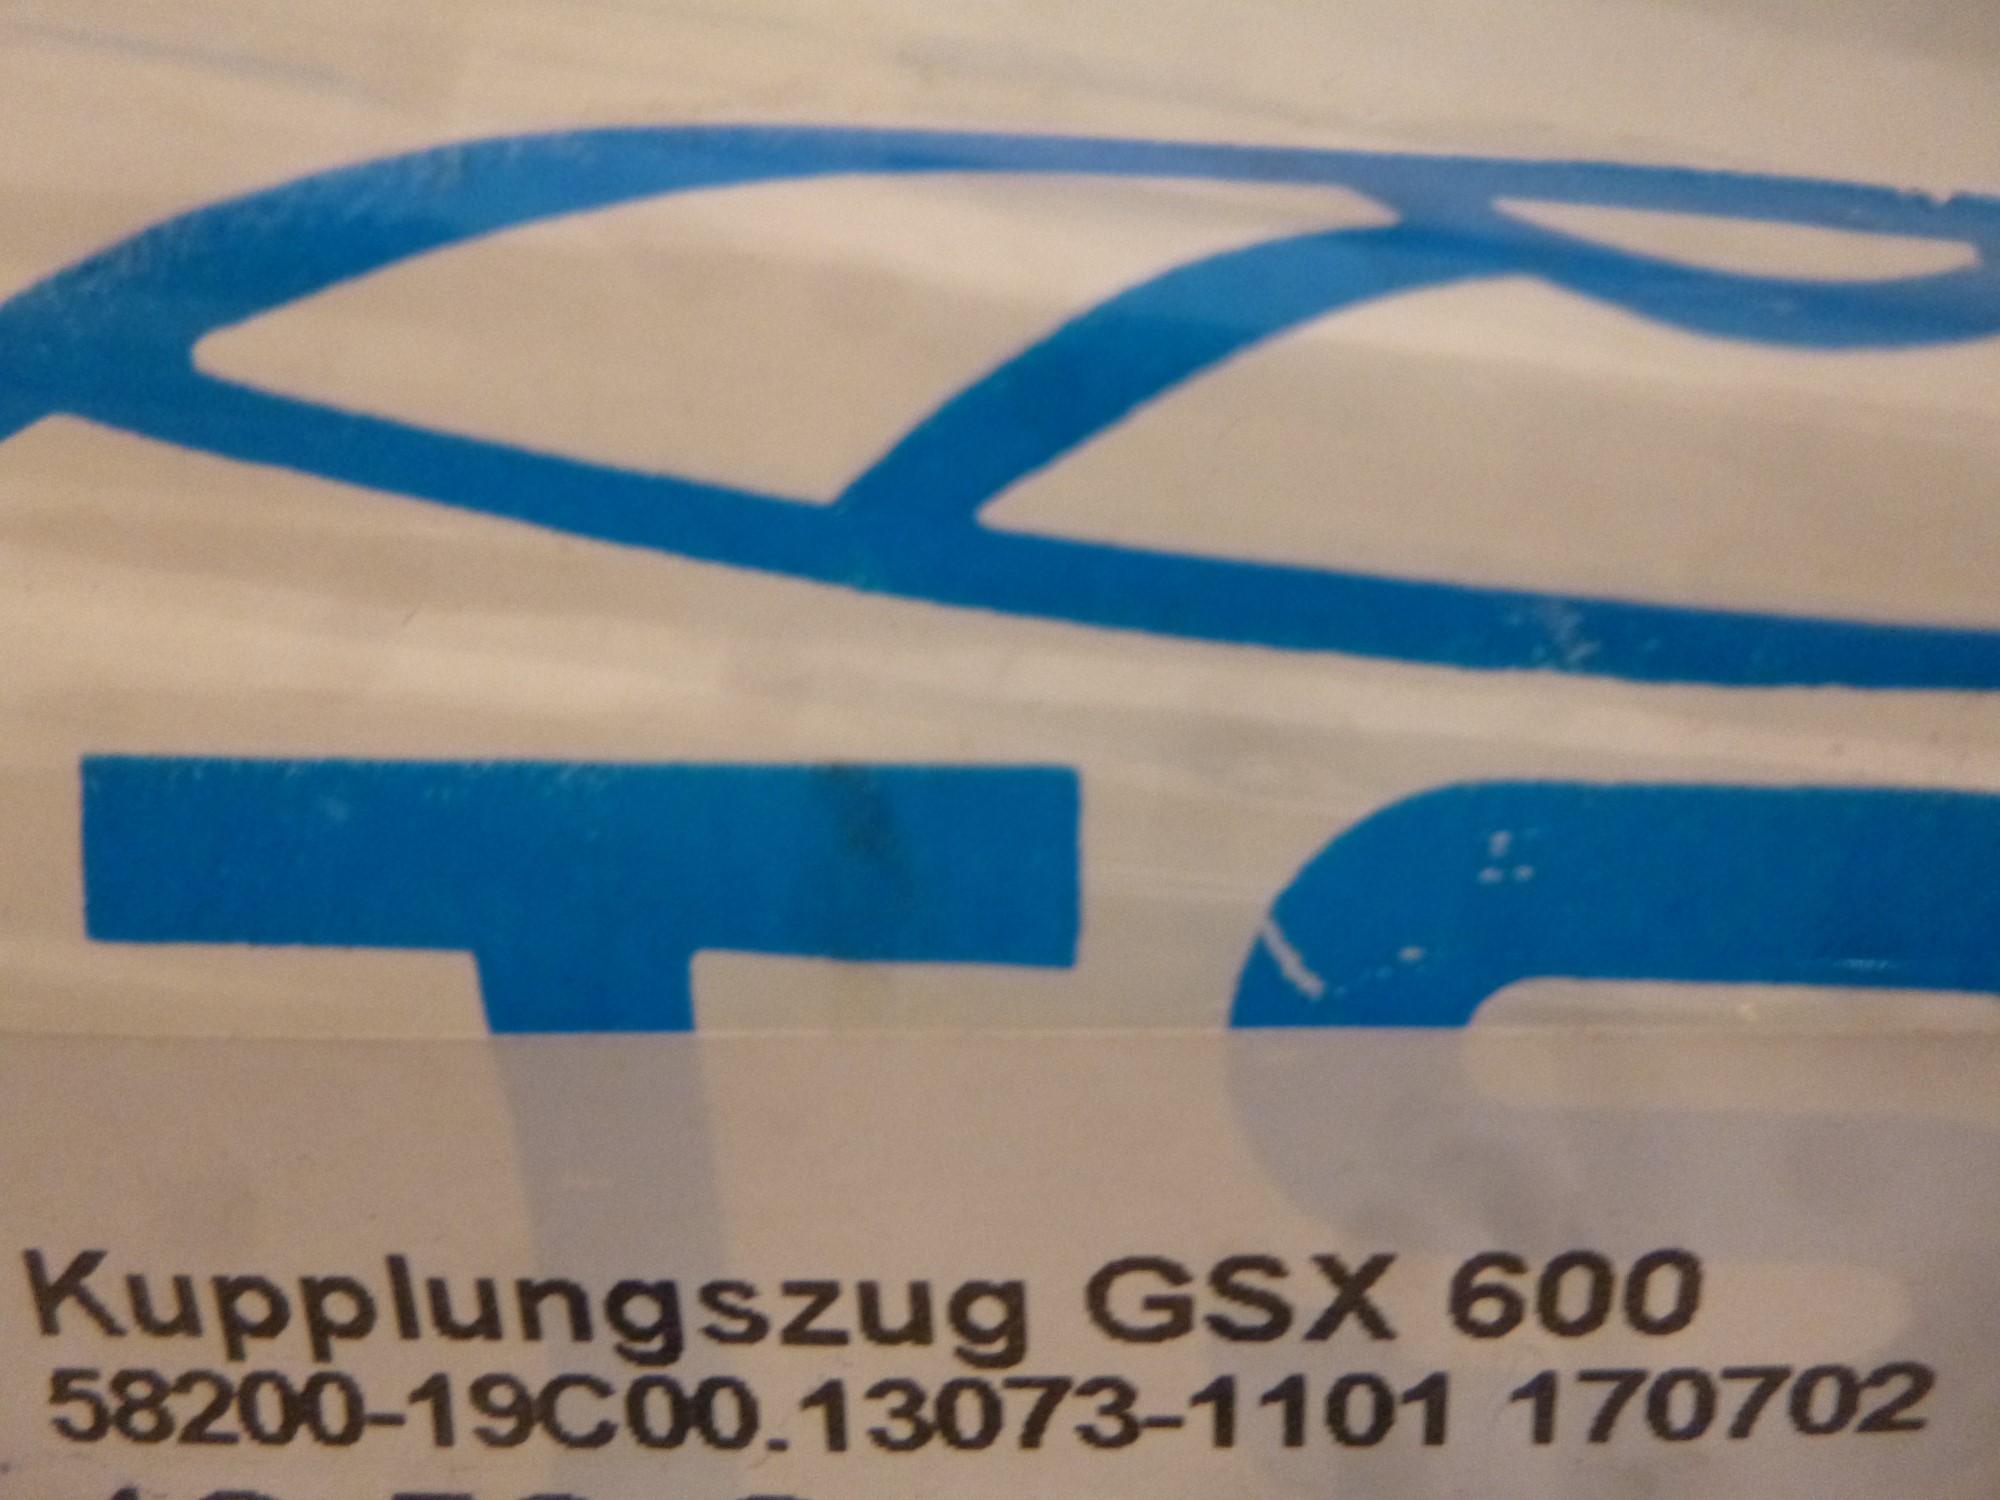 Kupplungszug GSX 600
58200-19C00.13073-1101 170702